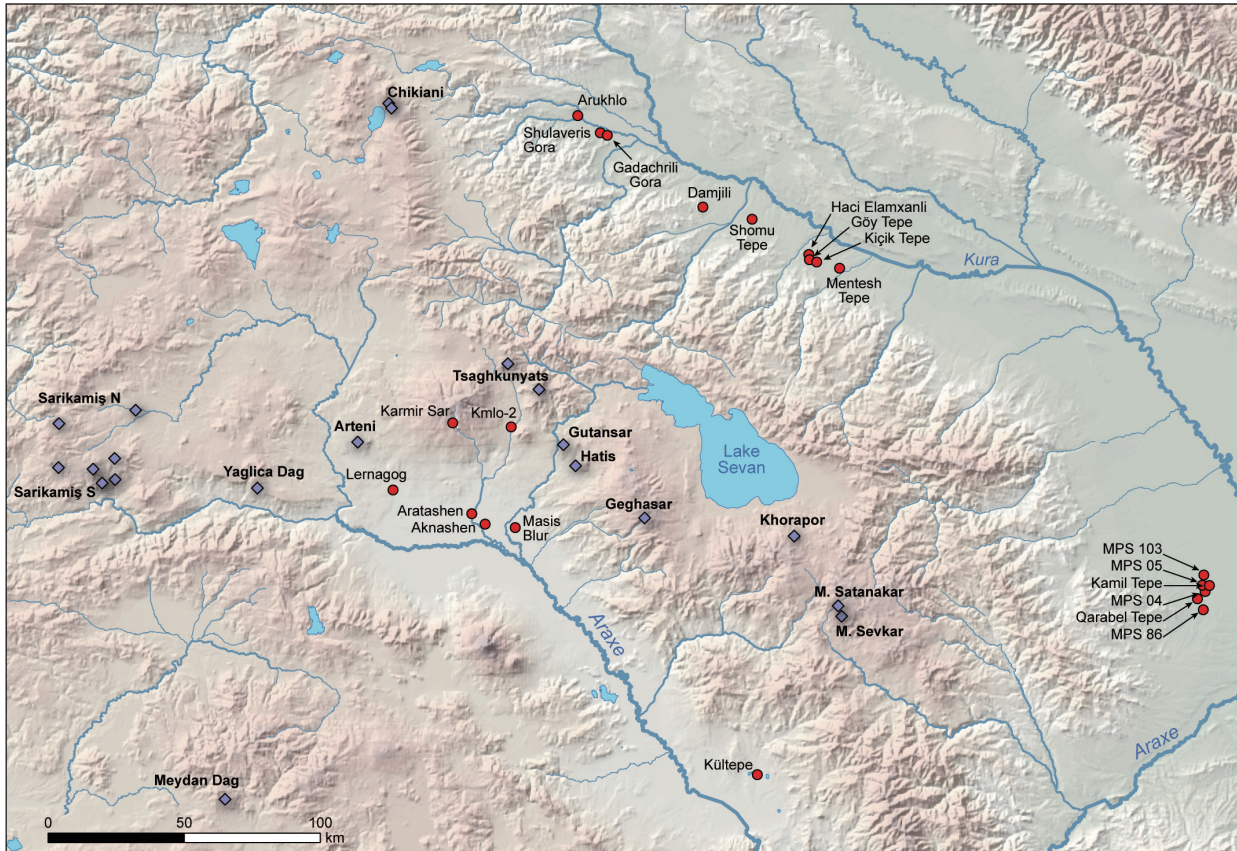 Chikiani
Arukhlo
Shulaveris
Gora
Gadachrili
Gora
Damjili
Shomu
Tepe
Haci Elamxanli
Göy Tepe
Kiçik Tepe
Mentesh
Tepe
Kura
Tsaghkunyats
Sarikamiş N
Karmir Sar
Kmlo-2
Arteni
Gutansar
Hatis
Lake
Sevan
Yaglica Dag
Lernagog
Sarikamiş S
Geghasar
Khorapor
Aratashen
Aknashen
Masis
Blur
MPS 103
MPS 05
Kamil Tepe
MPS 04
Qarabel Tepe
MPS 86
M. Satanakar
M. Sevkar
Araxe
Araxe
Kültepe
Meydan Dag
0 50 100
km